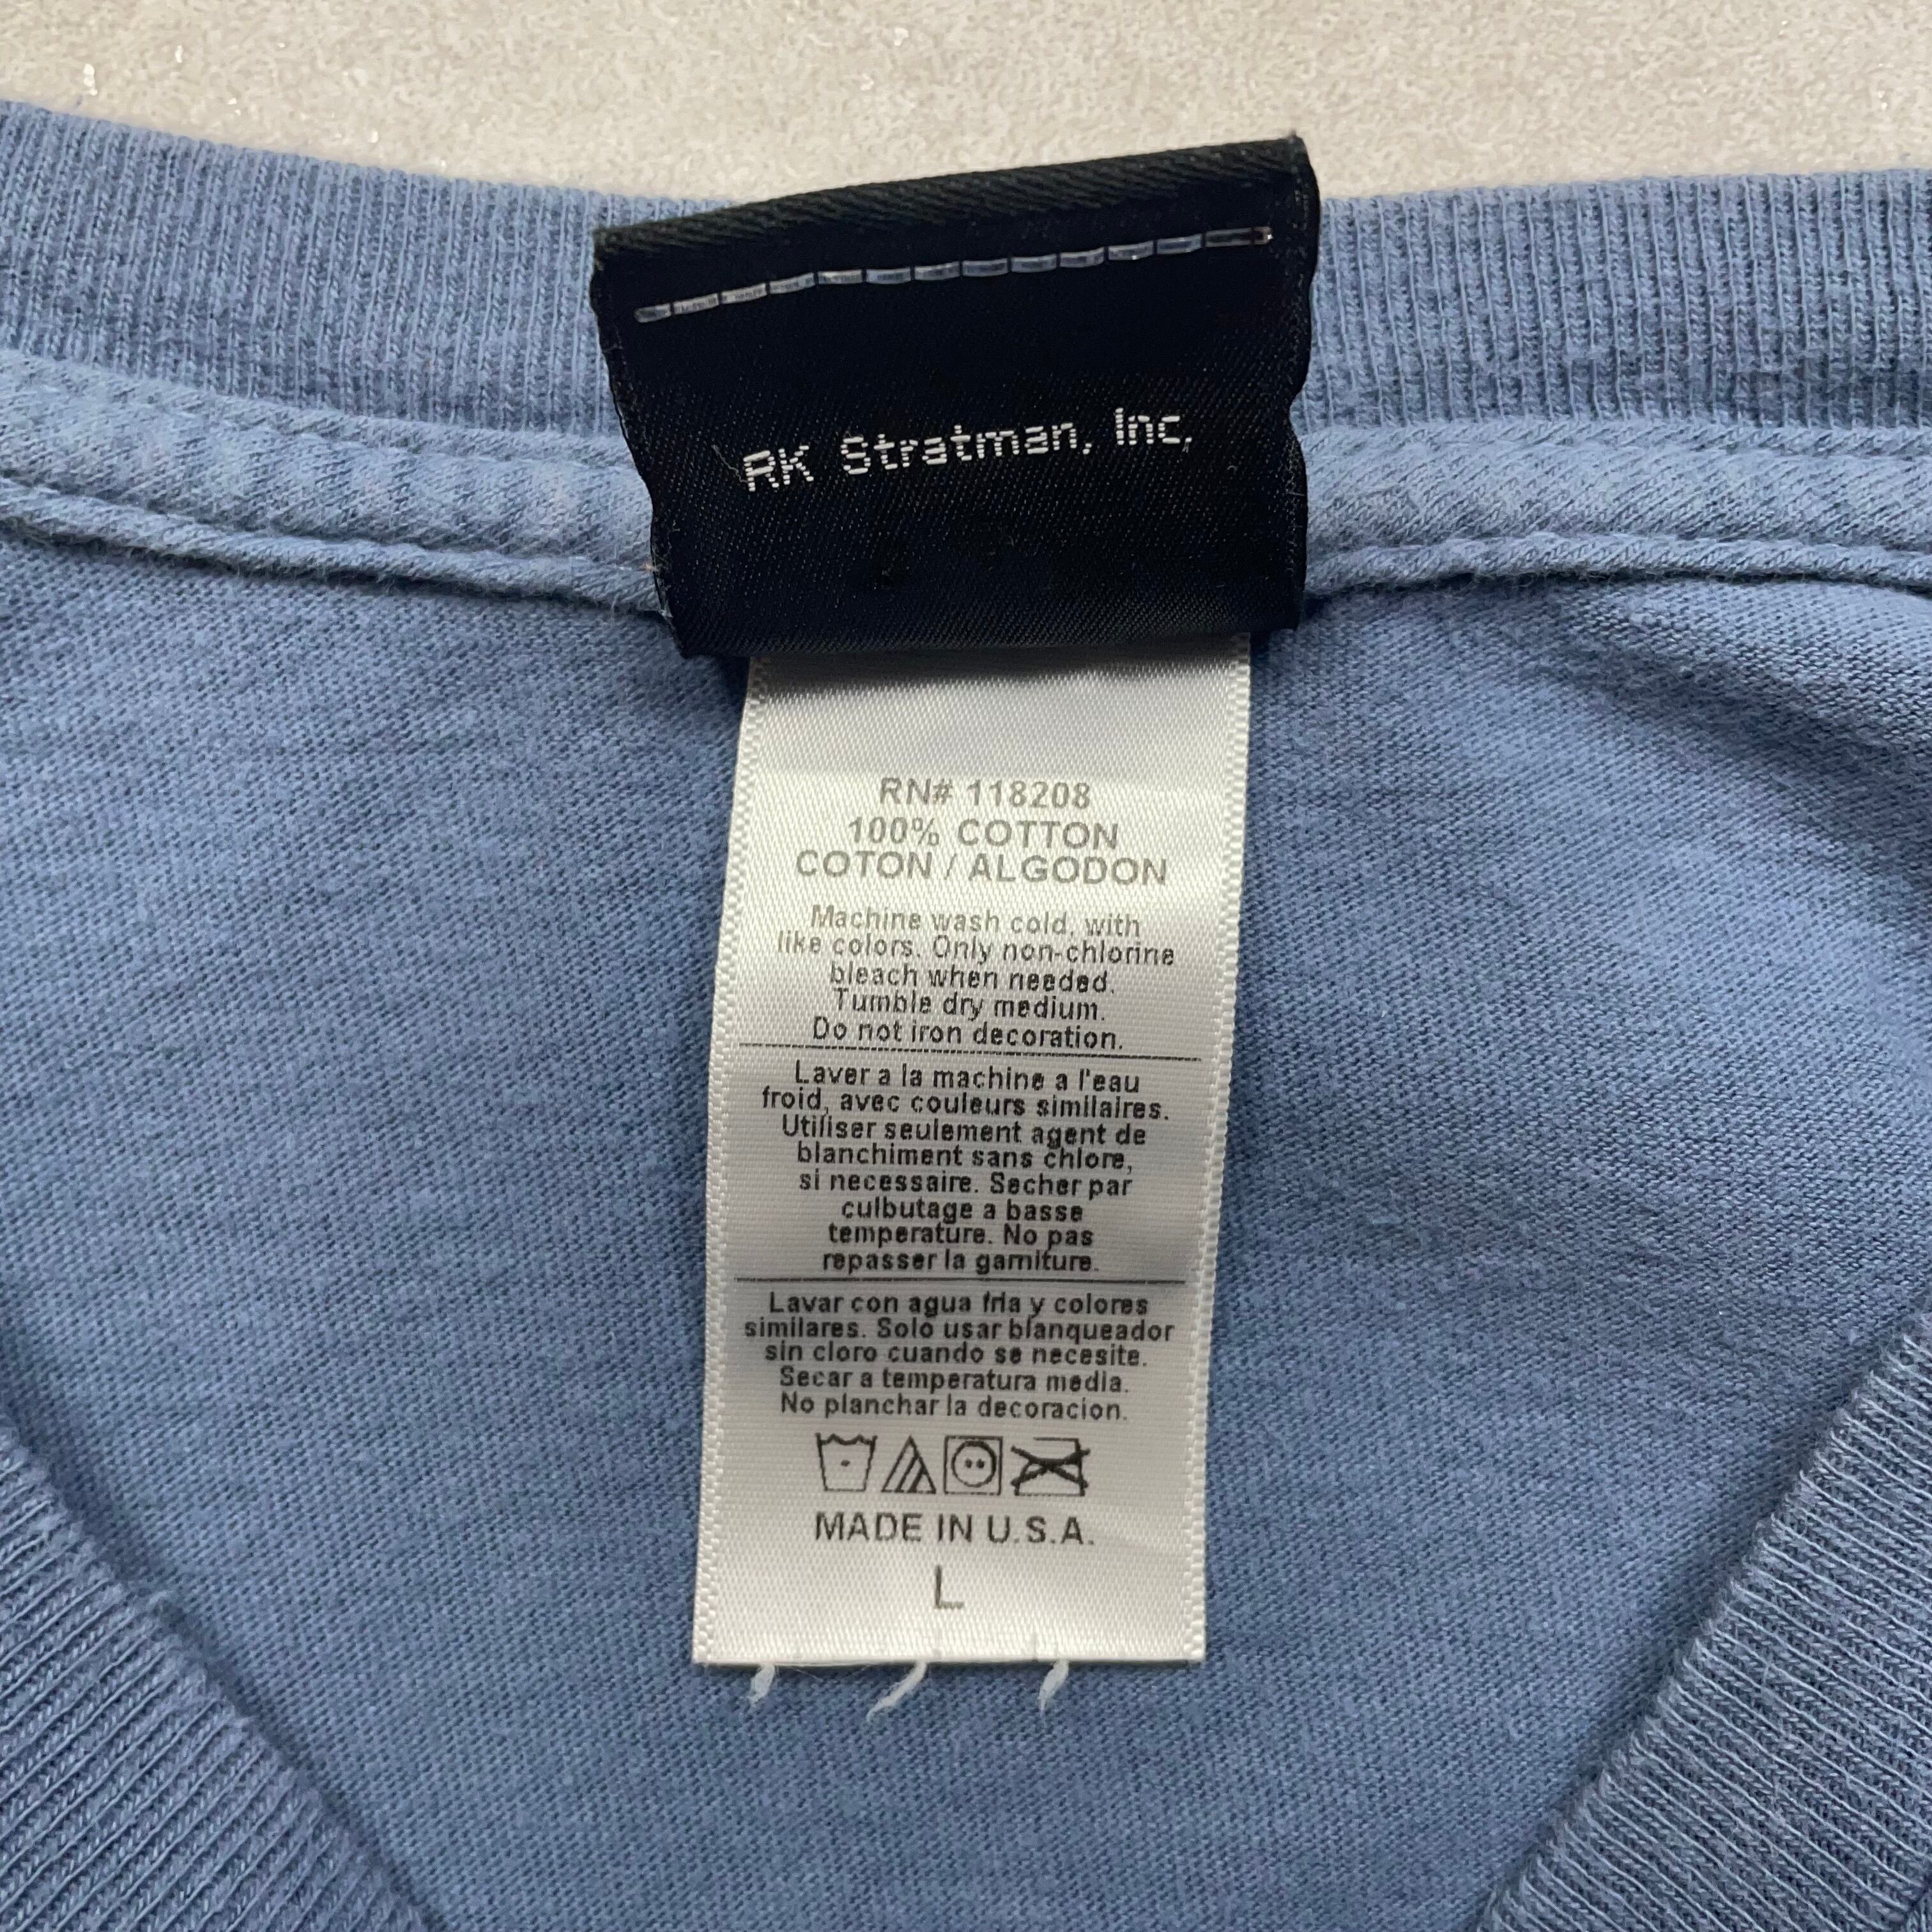 RK Stratman, Inc.
RN# 118208
100% COTTON
COTON / ALGODON
Machine wash cold, with
like colors. Only non-chlorine
bleach when needed.
Tumble dry medium.
Do not iron decoration.
Laver a la machine a l'eau
froid, avec couleurs similaires.
Utiliser seulement agent de
blanchiment sans chlore,
si necessaire. Secher par
culbutage a basse
temperature. No pas
repasser la garniture.
Lavar con agua fria y colores
similares. Solo usar blanqueador
sin cloro cuando se necesite.
Secar a temperatura media.
No planchar la decoracion.
MADE IN U.S.A.
L